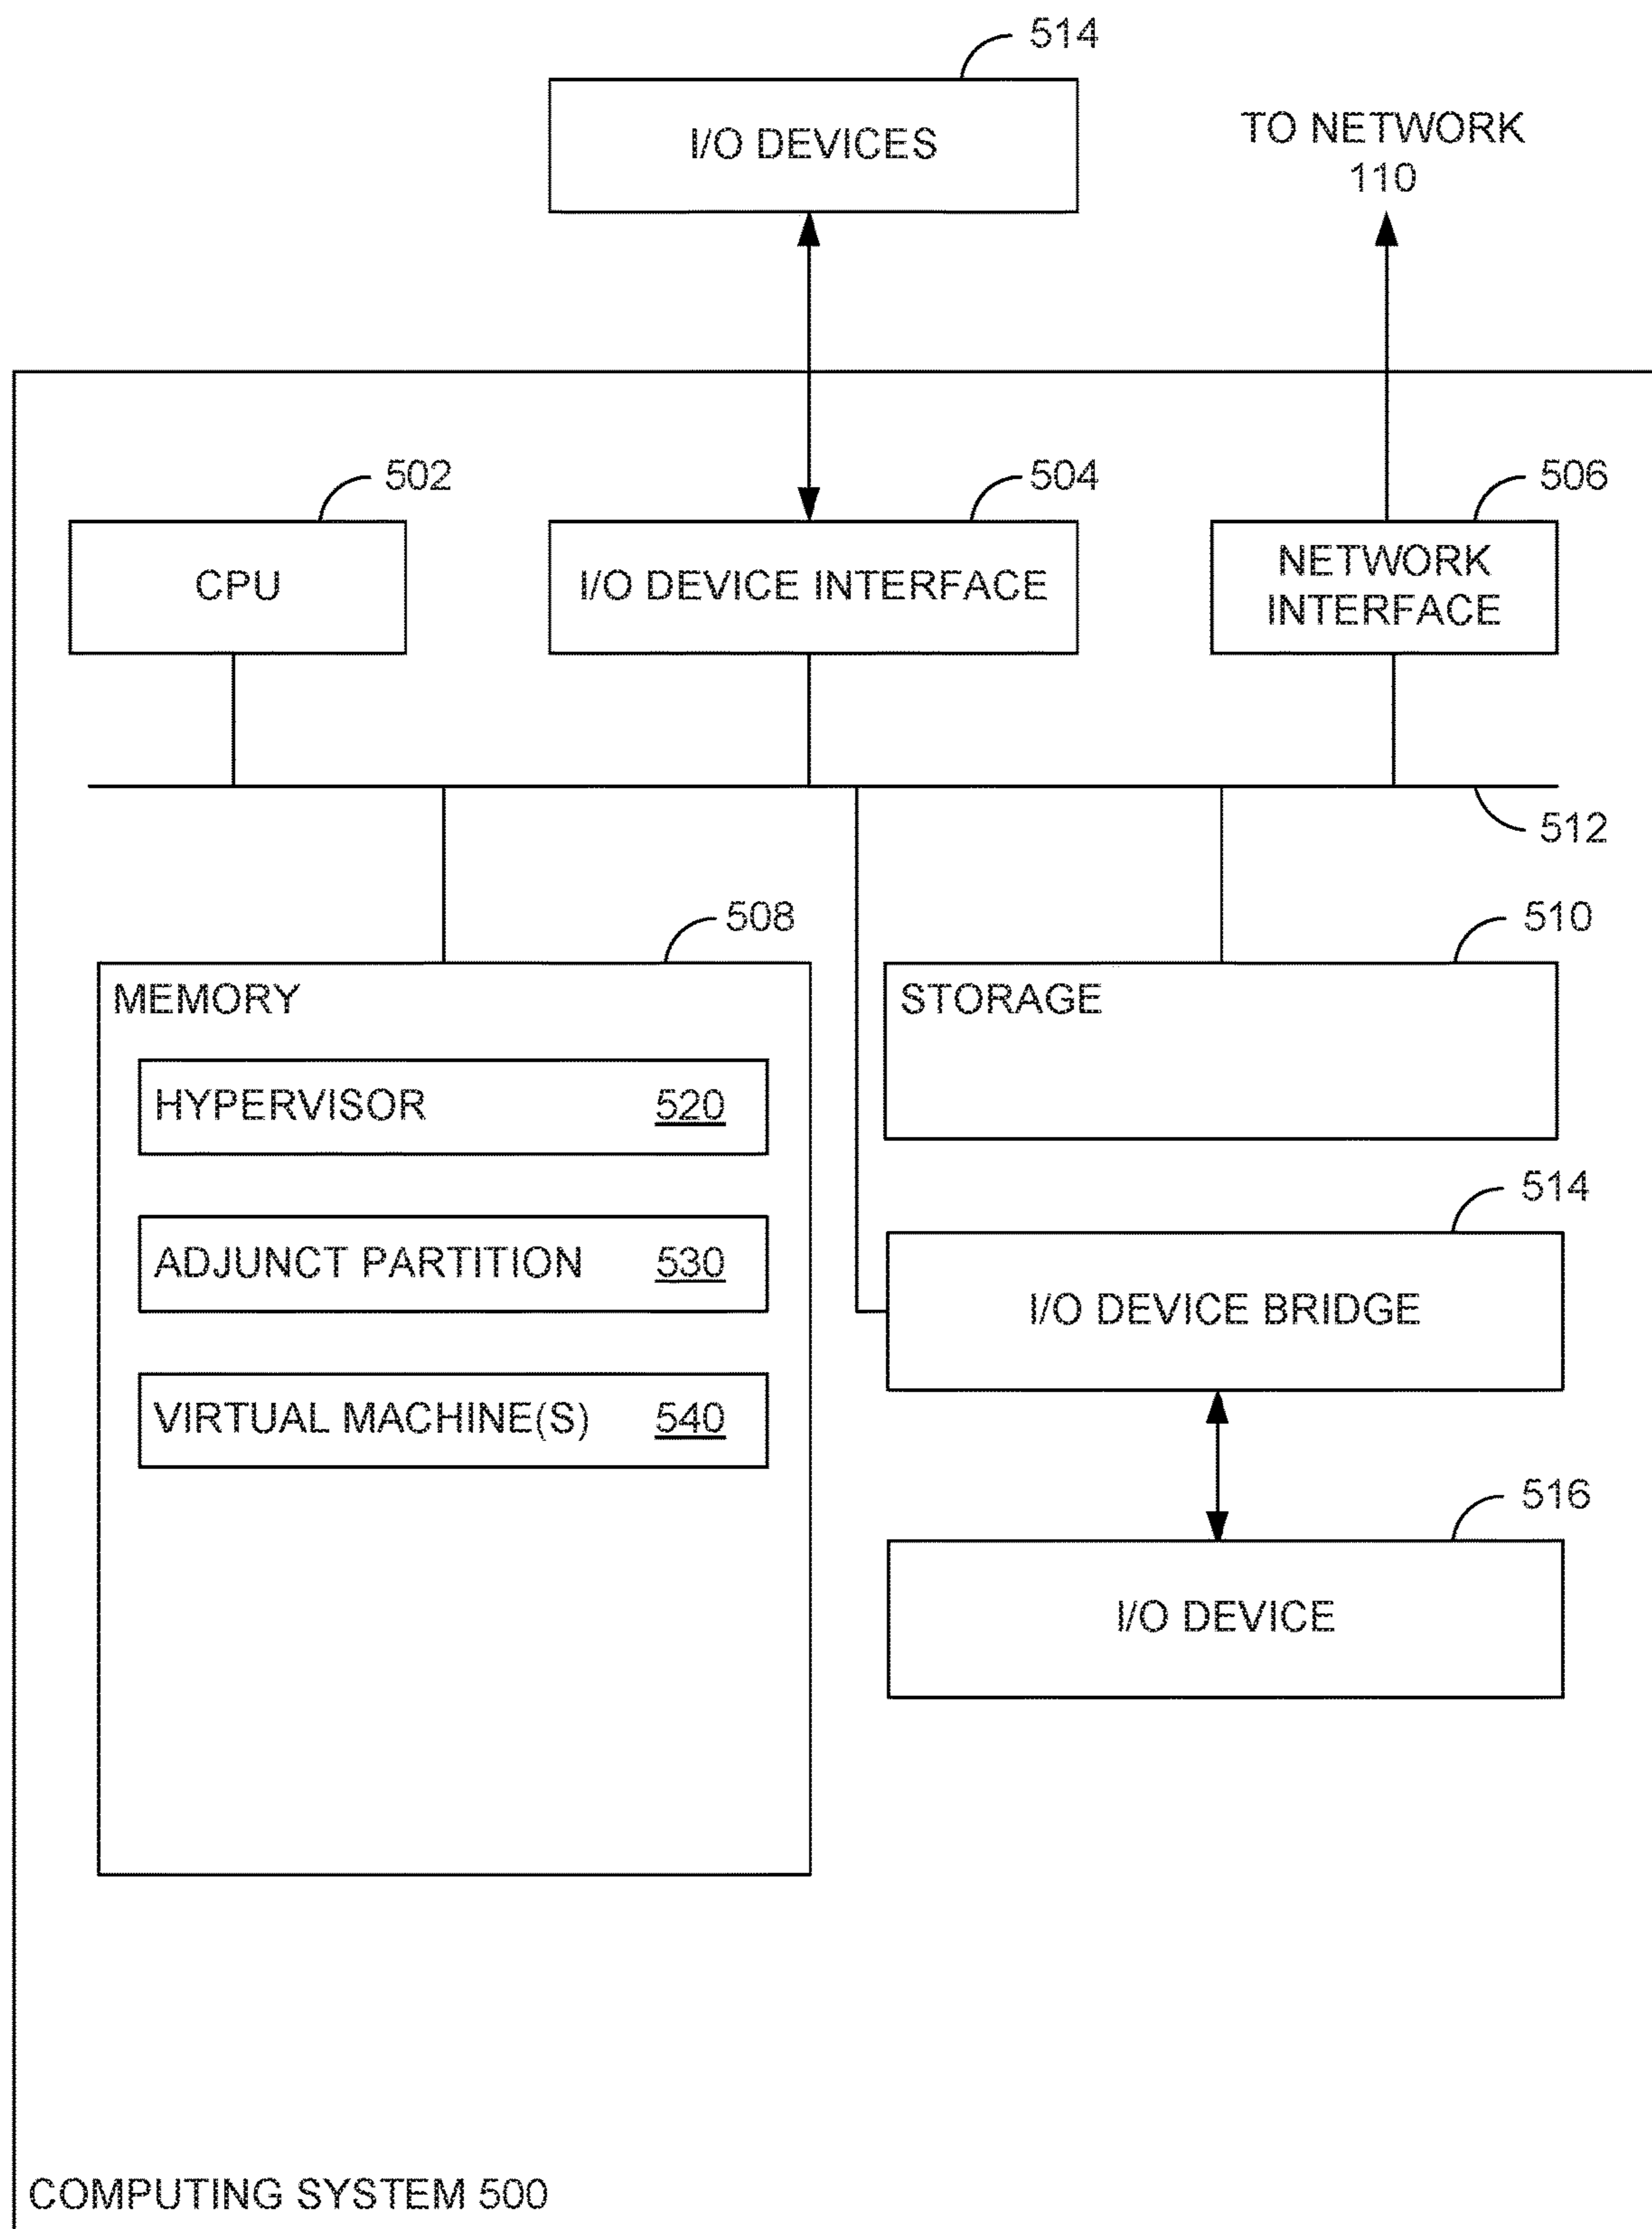 514
I/O DEVICES
TO NETWORK
110
502
504
506
CPU
I/O DEVICE INTERFACE
NETWORK
INTERFACE
512
508
510
MEMORY
STORAGE
HYPERVISOR 520
514
ADJUNCT PARTITION 530
I/O DEVICE BRIDGE
VIRTUAL MACHINE(S) 540
516
I/O DEVICE
COMPUTING SYSTEM 500